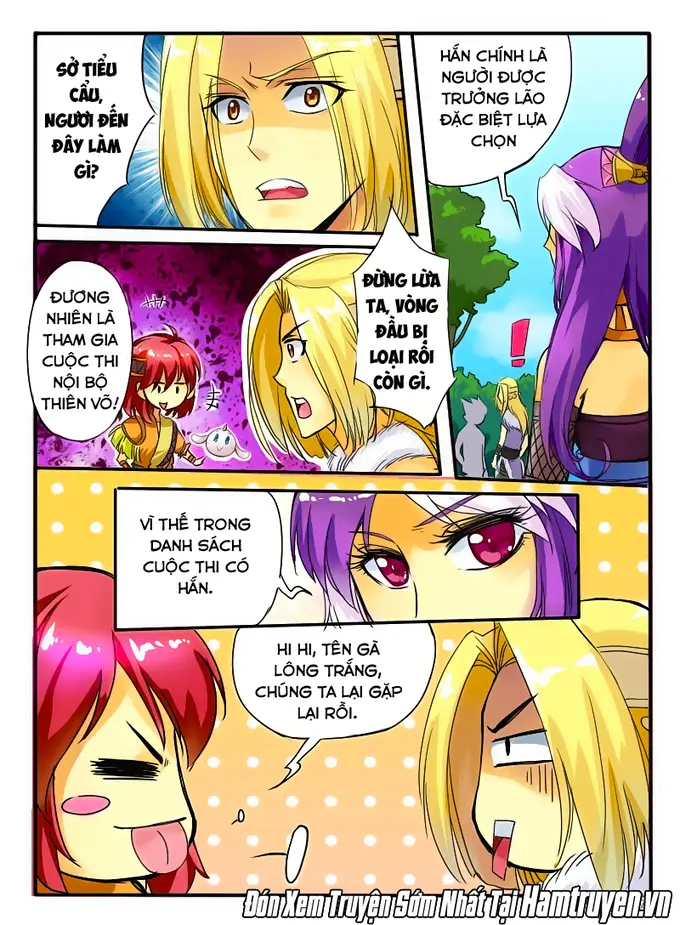 SỞ TIỂU
CẨU,
NGƯƠI ĐẾN
ĐÂY LÀM
GÌ?
HẮN CHÍNH LÀ
NGƯỜI ĐƯỢC
TRƯỞNG LÃO
ĐẶC BIỆT LỰA
CHỌN
ĐƯƠNG
NHIÊN LÀ
THAM GIA
CUỘC THI
NỘI BỘ
THIÊN VÕ!
ĐỪNG LỪA
TA, VÒNG
ĐẦU BỊ
LOẠI RỒI
CÒN GÌ.
!
VÌ THẾ TRONG
DANH SÁCH
CUỘC THI CÓ
HẮN.
HI HI, TÊN GÀ
LÔNG TRẮNG,
CHÚNG TA LẠI GẶP
LẠI RỒI.
Đón Xem Truyện Sớm Nhất Tại Hamtruyen.vn